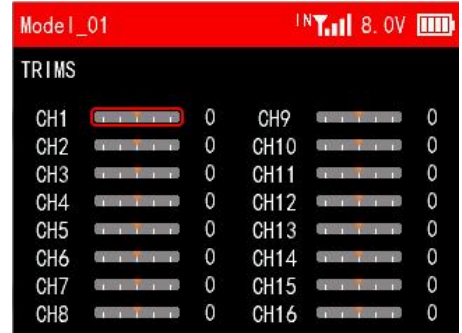 Model_01 IN 8.0V
TRIMS
CH1 0 CH9 0
CH2 0 CH10 0
CH3 0 CH11 0
CH4 0 CH12 0
CH5 0 CH13 0
CH6 0 CH14 0
CH7 0 CH15 0
CH8 0 CH16 0